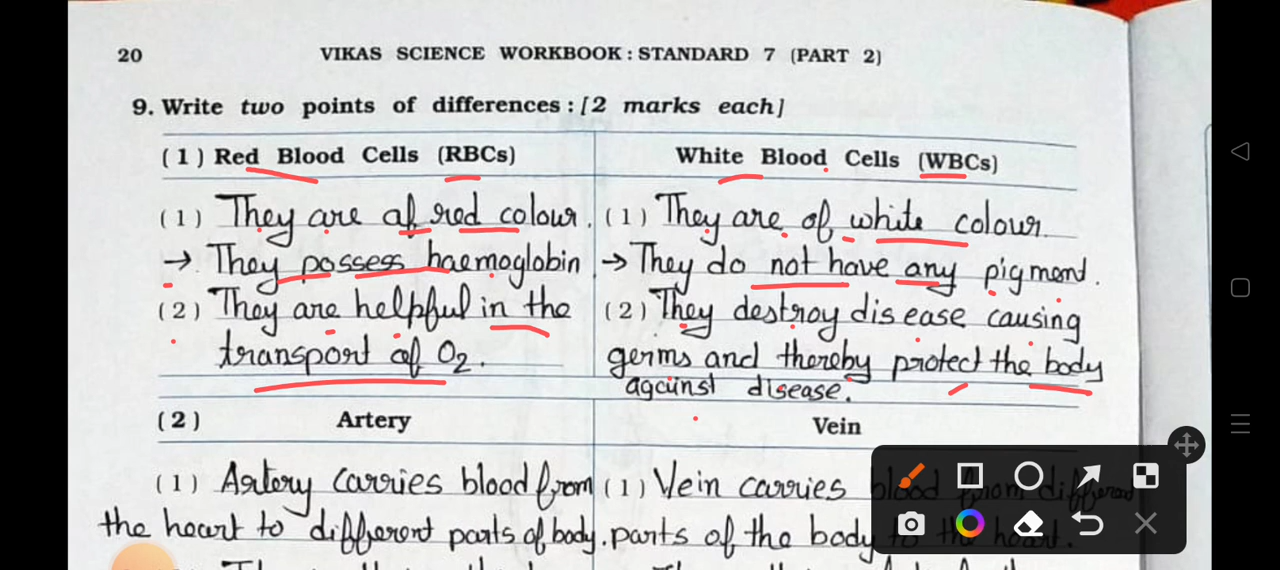 20 VIKAS SCIENCE WORKBOOK : STANDARD 7 (PART 2)
9. Write two points of differences : [2 marks each]
(1) Red Blood Cells (RBCs) White Blood Cells (WBCs)
(1) They are of red colour. (1) They are of white colour.
→ They possess haemoglobin → They do not have any pigment.
(2) They are helpful in the (2) They destroy disease causing
transport of O2. germs and thereby protect the body
against disease.
(2) Artery Vein
(1) Artery carries blood from (1) Vein carries blood from different
the heart to different parts of body. parts of the body to the heart.